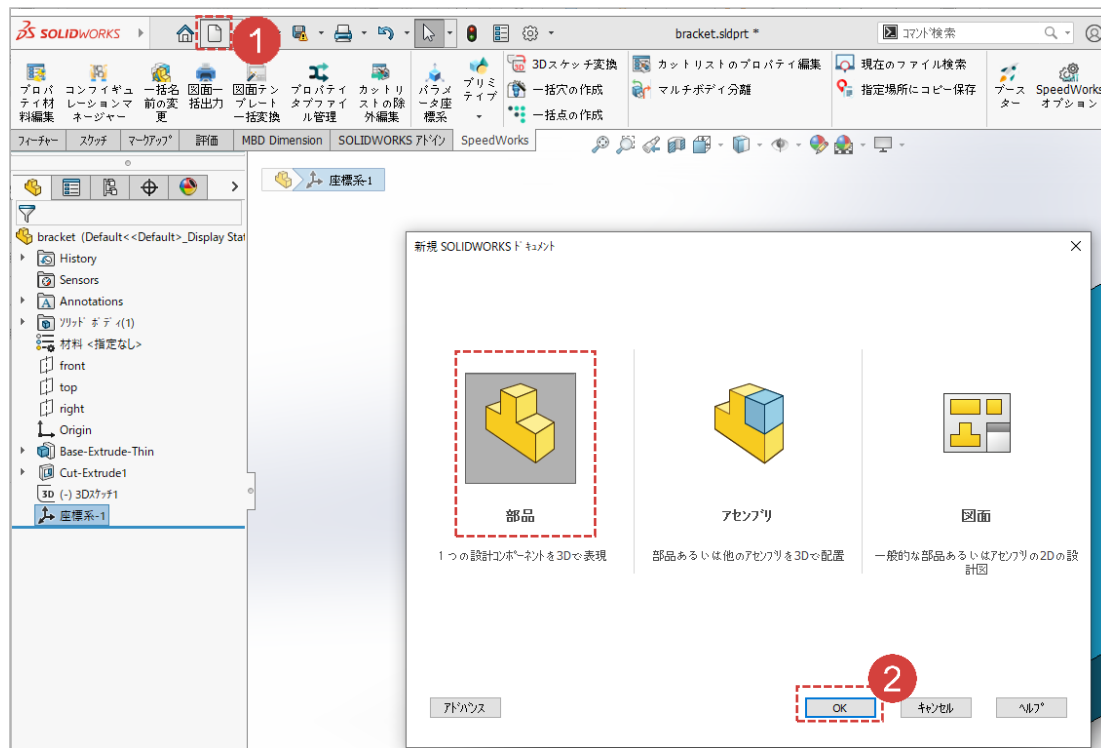 SOLIDWORKS
1
bracket.sldprt *
コマンド検索
プロパティ材料編集
コンフィギュレーションマネージャー
一括名前の変更
図面一括出力
図面テンプレート一括変換
プロパティタブファイル管理
カットリストの除外編集
パラメータ座標系
プリミティブ
3Dスケッチ変換
一括穴の作成
一括点の作成
カットリストのプロパティ編集
マルチボディ分離
現在のファイル検索
指定場所にコピー保存
ブースター
SpeedWorks
オプション
フィーチャー
スケッチ
マークアップ
評価
MBD Dimension
SOLIDWORKS アドイン
SpeedWorks
座標系-1
bracket (Default<<Default>_Display Stat
History
Sensors
Annotations
ソリッド ボディ(1)
材料 <指定なし>
front
top
right
Origin
Base-Extrude-Thin
Cut-Extrude1
3D (-) 3Dスケッチ1
座標系-1
新規 SOLIDWORKS ドキュメント
部品
1 つの設計コンポーネントを3Dで表現
アセンブリ
部品あるいは他のアセンブリを3Dで配置
図面
一般的な部品あるいはアセンブリの2Dの設
計図
2
アドバンス
OK
キャンセル
ヘルプ